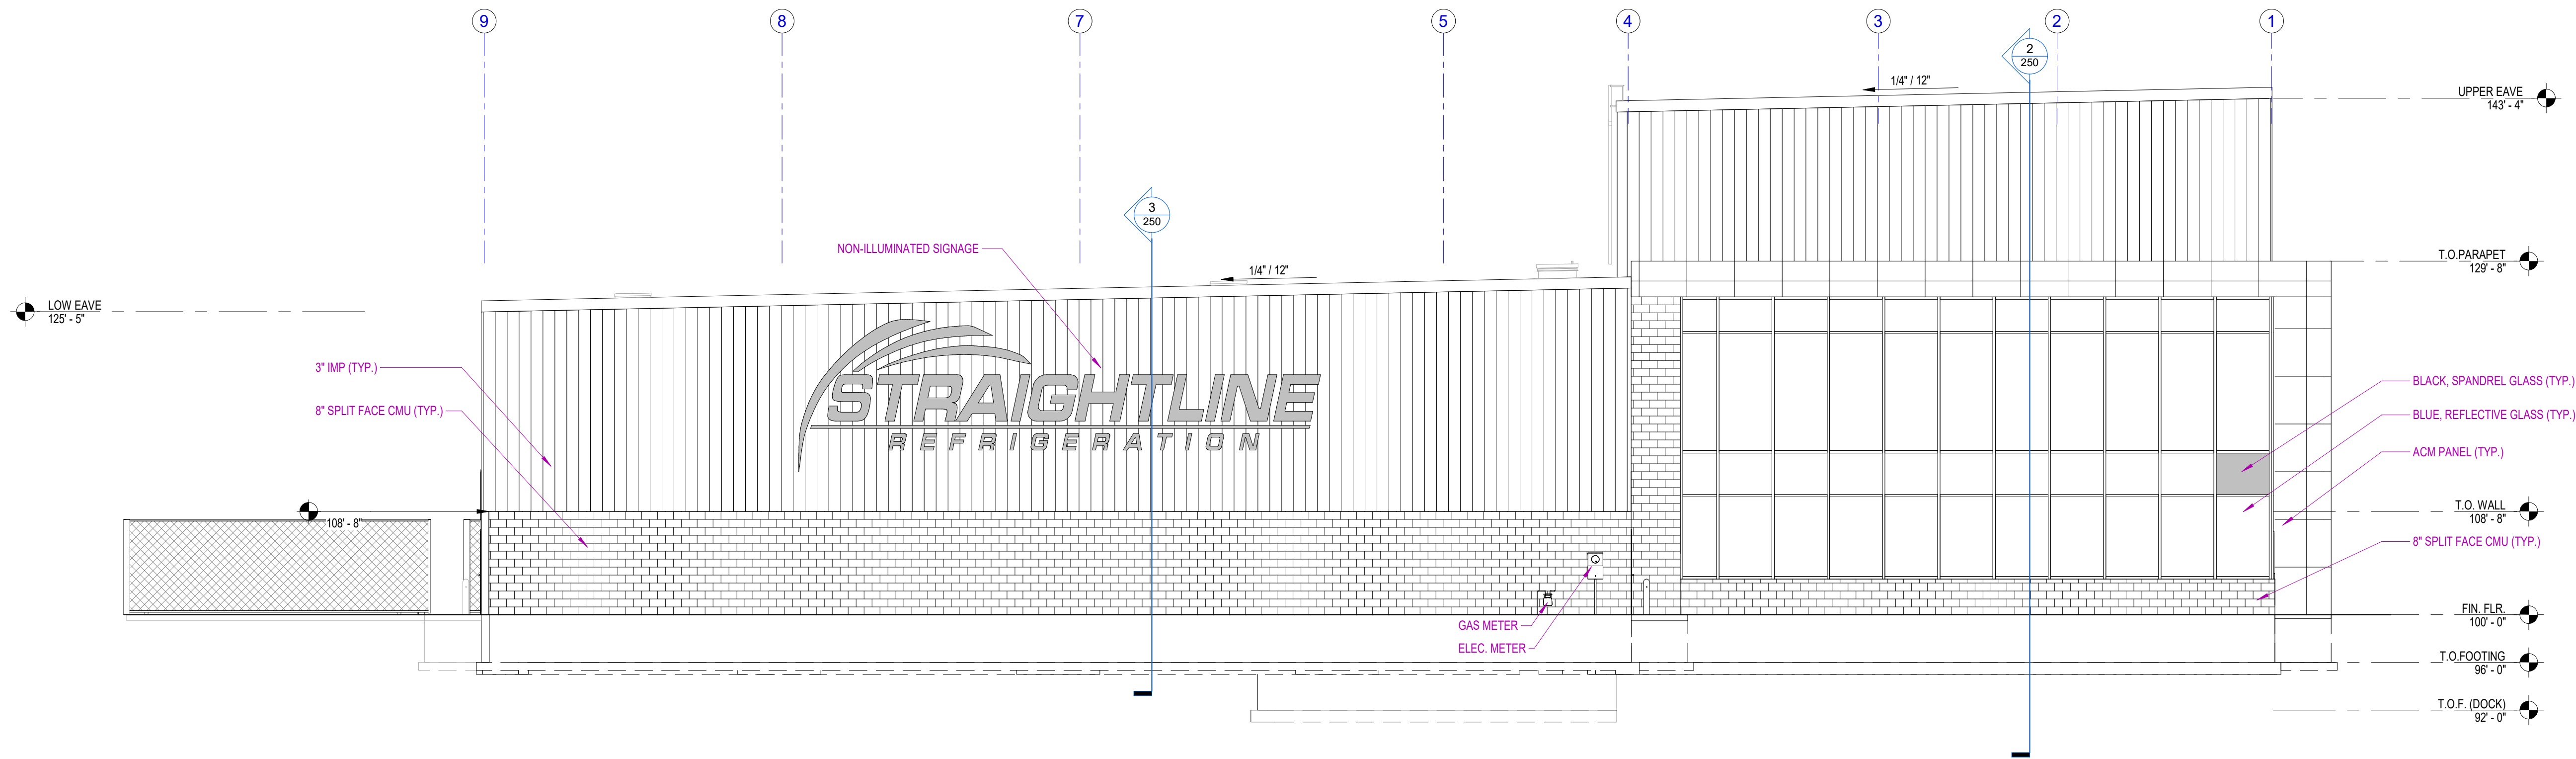 9 8 7 5 4 3 2 1
2
250
1/4" / 12"
UPPER EAVE
143' - 4"
3
250
NON-ILLUMINATED SIGNAGE
1/4" / 12"
T.O.PARAPET
129' - 8"
LOW EAVE
125' - 5"
3" IMP (TYP.)
8" SPLIT FACE CMU (TYP.)
STRAIGHTLINE
REFRIGERATION
BLACK, SPANDREL GLASS (TYP.)
BLUE, REFLECTIVE GLASS (TYP.)
ACM PANEL (TYP.)
108' - 8"
T.O. WALL
108' - 8"
8" SPLIT FACE CMU (TYP.)
GAS METER
ELEC. METER
FIN. FLR.
100' - 0"
T.O.FOOTING
96' - 0"
T.O.F. (DOCK)
92' - 0"